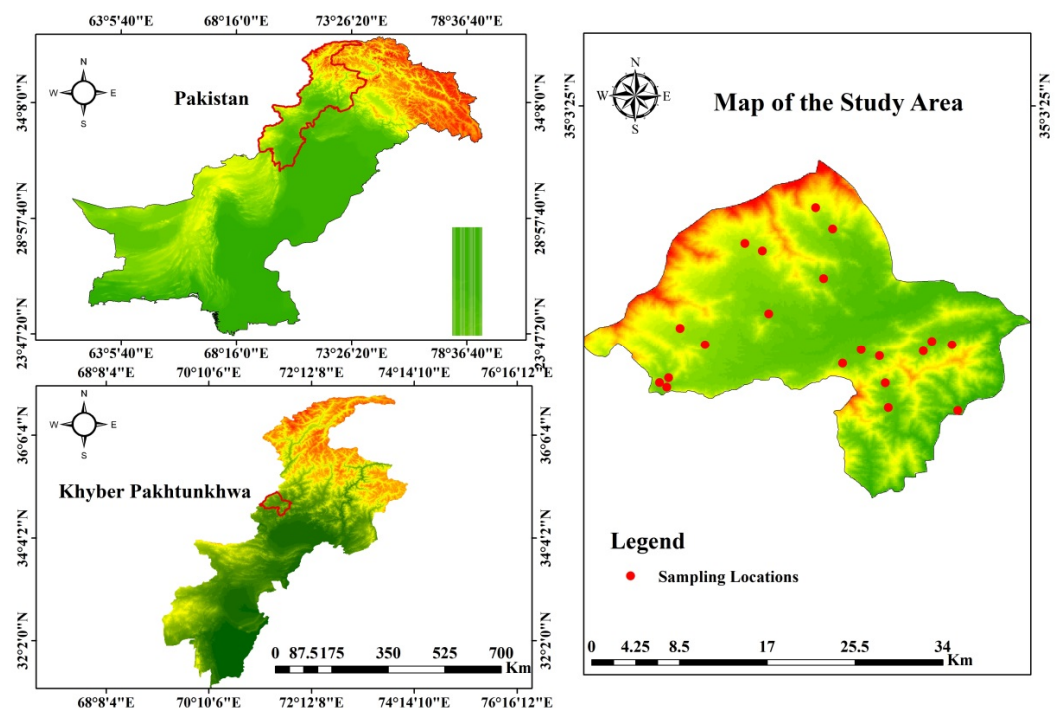 63°5'40"E 68°16'0"E 73°26'20"E 78°36'40"E
34°8'0"N 34°8'0"N
28°57'40"N 28°57'40"N
23°47'20"N 23°47'20"N
N
W E
S
Pakistan
63°5'40"E 68°16'0"E 73°26'20"E 78°36'40"E
68°8'4"E 70°10'6"E 72°12'8"E 74°14'10"E 76°16'12"E
36°6'4"N 36°6'4"N
34°4'2"N 34°4'2"N
32°2'0"N 32°2'0"N
N
W E
S
Khyber Pakhtunkhwa
0 87.5 175 350 525 700
Km
68°8'4"E 70°10'6"E 72°12'8"E 74°14'10"E 76°16'12"E
35°3'25"N 35°3'25"N
N
W E
S
Map of the Study Area
Legend
Sampling Locations
0 4.25 8.5 17 25.5 34
Km